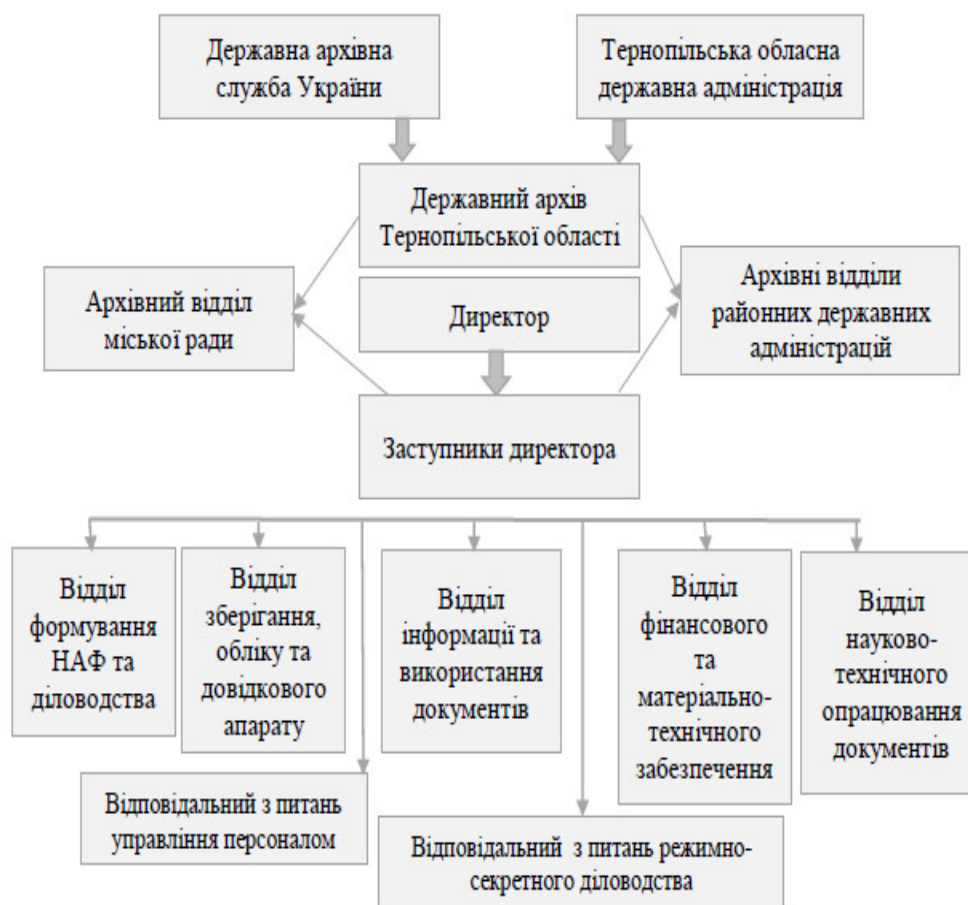 Державна архівна
служба України
Тернопільська обласна
державна адміністрація
Державний архів
Тернопільської області
Архівний відділ
міської ради
Директор
Архівні відділи
районних державних
адміністрацій
Заступники директора
Відділ
формування
НАФ та
діловодства
Відділ
зберігання,
обліку та
довідкового
апарату
Відділ
інформації та
використання
документів
Відділ
фінансового
та
матеріально-
технічного
забезпечення
Відділ
науково-
технічного
опрацювання
документів
Відповідальний з питань
управління персоналом
Відповідальний з питань режимно-
секретного діловодства